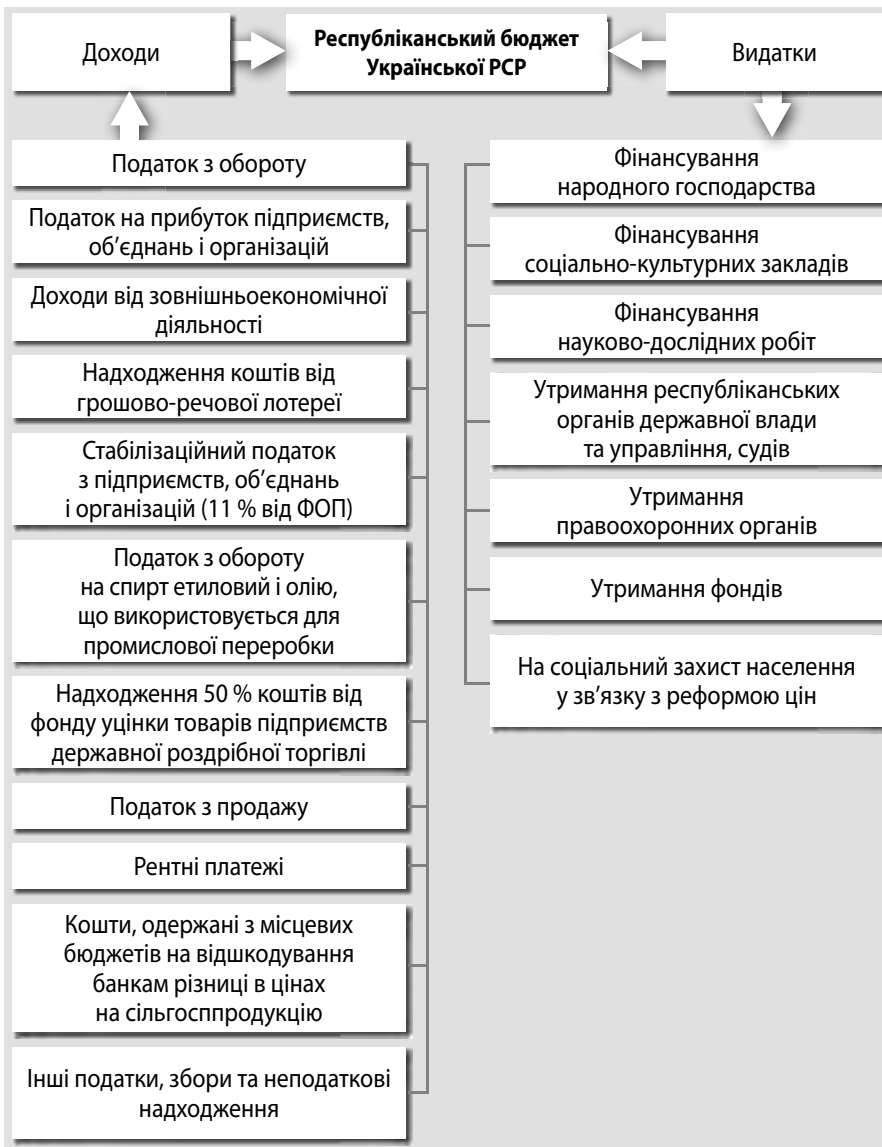 Доходи
Республіканський бюджет
Української РСР
Видатки
Податок з обороту
Податок на прибуток підприємств,
об’єднань і організацій
Доходи від зовнішньоекономічної
діяльності
Надходження коштів від
грошово-речової лотереї
Стабілізаційний податок
з підприємств, об’єднань
і організацій (11 % від ФОП)
Податок з обороту
на спирт етиловий і олію,
що використовується для
промислової переробки
Надходження 50 % коштів від
фонду уцінки товарів підприємств
державної роздрібної торгівлі
Податок з продажу
Рентні платежі
Кошти, одержані з місцевих
бюджетів на відшкодування
банкам різниці в цінах
на сільгосппродукцію
Інші податки, збори та неподаткові
надходження
Фінансування
народного господарства
Фінансування
соціально-культурних закладів
Фінансування
науково-дослідних робіт
Утримання республіканських
органів державної влади
та управління, судів
Утримання
правоохоронних органів
Утримання фондів
На соціальний захист населення
у зв’язку з реформою цін